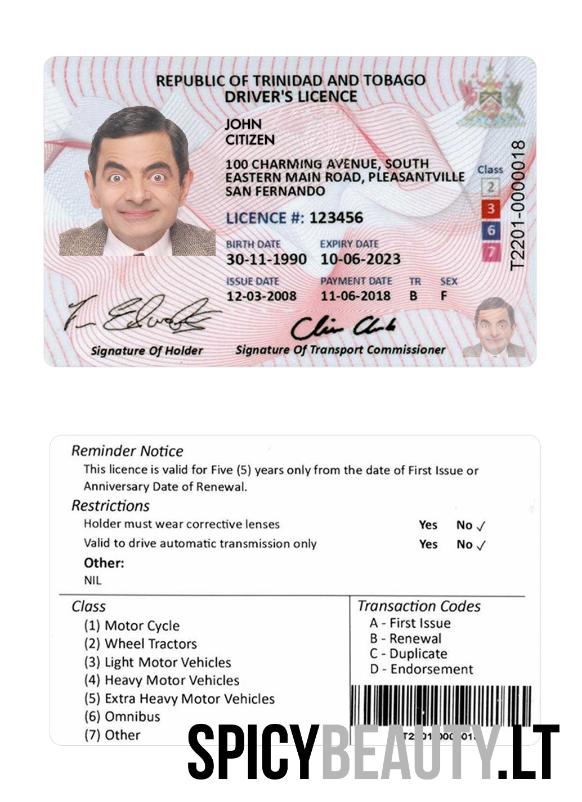 REPUBLIC OF TRINIDAD AND TOBAGO
DRIVER'S LICENCE
JOHN
CITIZEN
100 CHARMING AVENUE, SOUTH
EASTERN MAIN ROAD, PLEASANTVILLE
SAN FERNANDO
LICENCE #: 123456
BIRTH DATE EXPIRY DATE
30-11-1990 10-06-2023
ISSUE DATE PAYMENT DATE TR SEX
12-03-2008 11-06-2018 B F
Class
2
3
6
7
T2201-0000018
Signature Of Holder Signature Of Transport Commissioner
Reminder Notice
This licence is valid for Five (5) years only from the date of First Issue or
Anniversary Date of Renewal.
Restrictions
Holder must wear corrective lenses Yes No ✓
Valid to drive automatic transmission only Yes No ✓
Other:
NIL
Class
(1) Motor Cycle
(2) Wheel Tractors
(3) Light Motor Vehicles
(4) Heavy Motor Vehicles
(5) Extra Heavy Motor Vehicles
(6) Omnibus
(7) Other
Transaction Codes
A - First Issue
B - Renewal
C - Duplicate
D - Endorsement
SPICYBEAUTY.LT